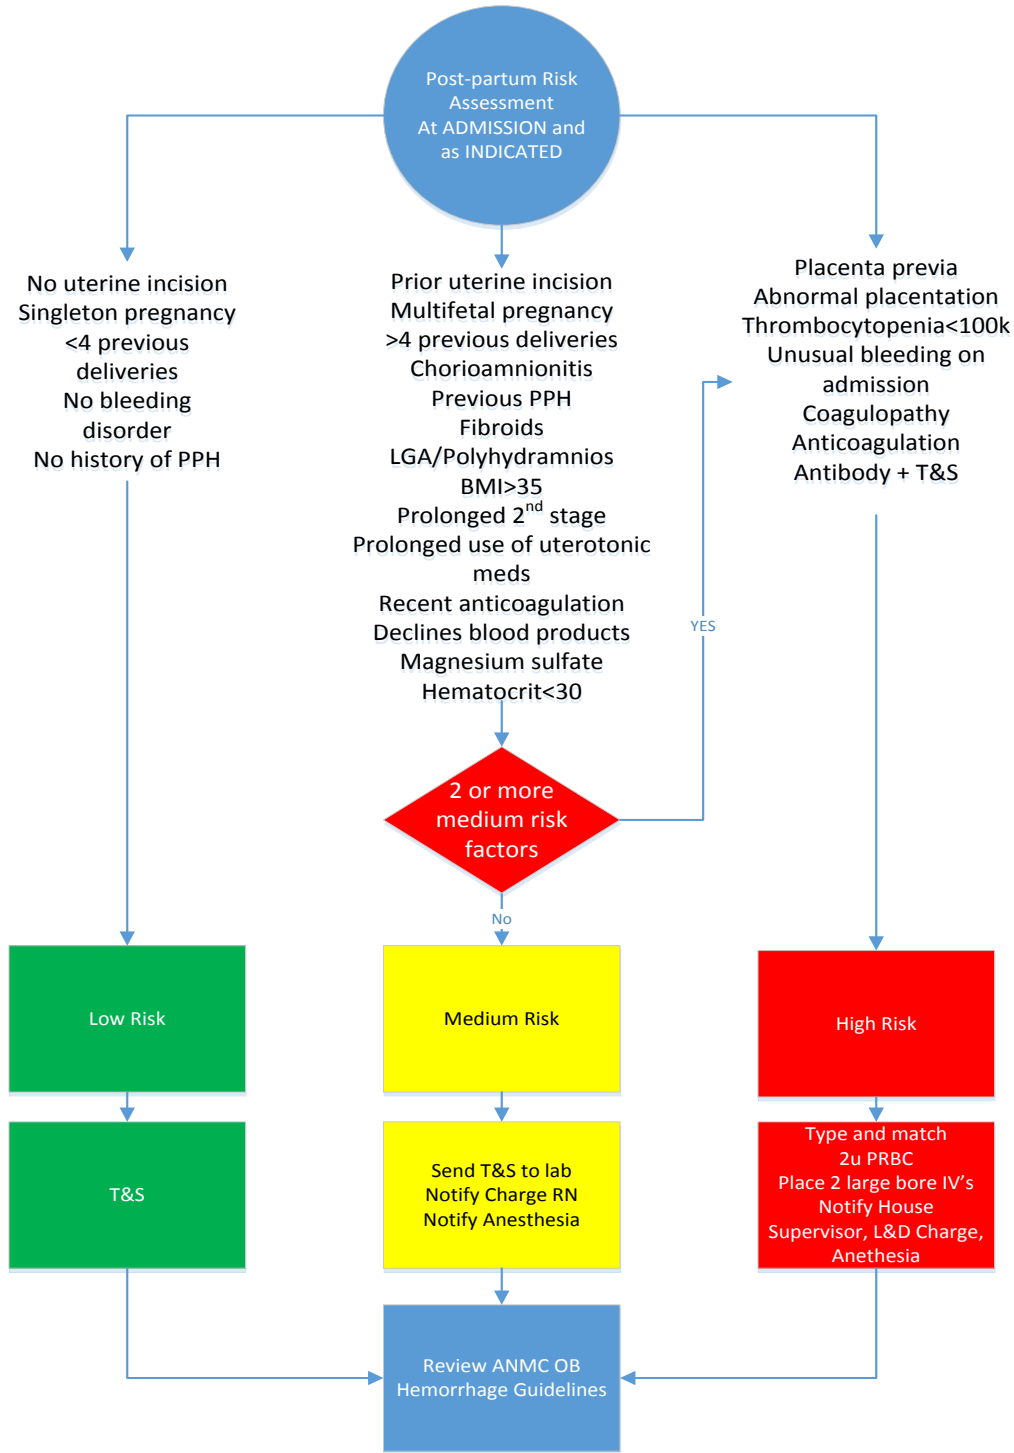 Post-partum Risk
Assessment
At ADMISSION and
as INDICATED
No uterine incision
Singleton pregnancy
<4 previous
deliveries
No bleeding
disorder
No history of PPH
Prior uterine incision
Multifetal pregnancy
>4 previous deliveries
Chorioamnionitis
Previous PPH
Fibroids
LGA/Polyhydramnios
BMI>35
Prolonged 2nd stage
Prolonged use of uterotonic
meds
Recent anticoagulation
Declines blood products
Magnesium sulfate
Hematocrit<30
Placenta previa
Abnormal placentation
Thrombocytopenia<100k
Unusual bleeding on
admission
Coagulopathy
Anticoagulation
Antibody + T&S
YES
2 or more
medium risk
factors
No
Low Risk
Medium Risk
High Risk
T&S
Send T&S to lab
Notify Charge RN
Notify Anesthesia
Type and match
2u PRBC
Place 2 large bore IV's
Notify House
Supervisor, L&D Charge,
Anethesia
Review ANMC OB
Hemorrhage Guidelines